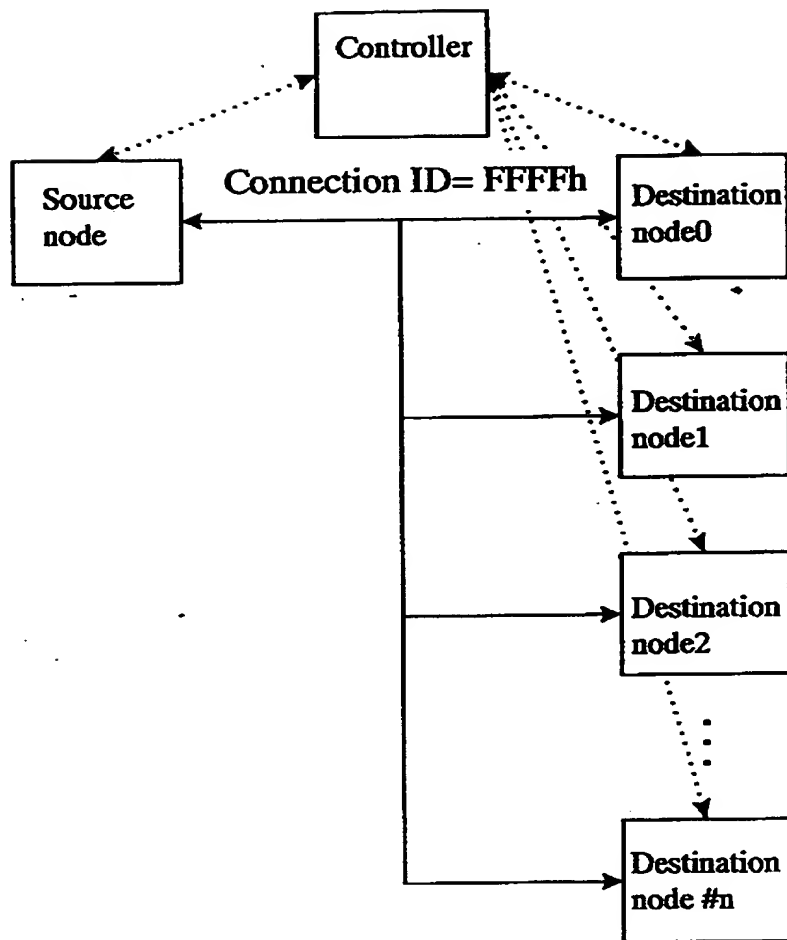 Controller
Source
node
Connection ID= FFFFh
Destination
node0
Destination
node1
Destination
node2
Destination
node #n